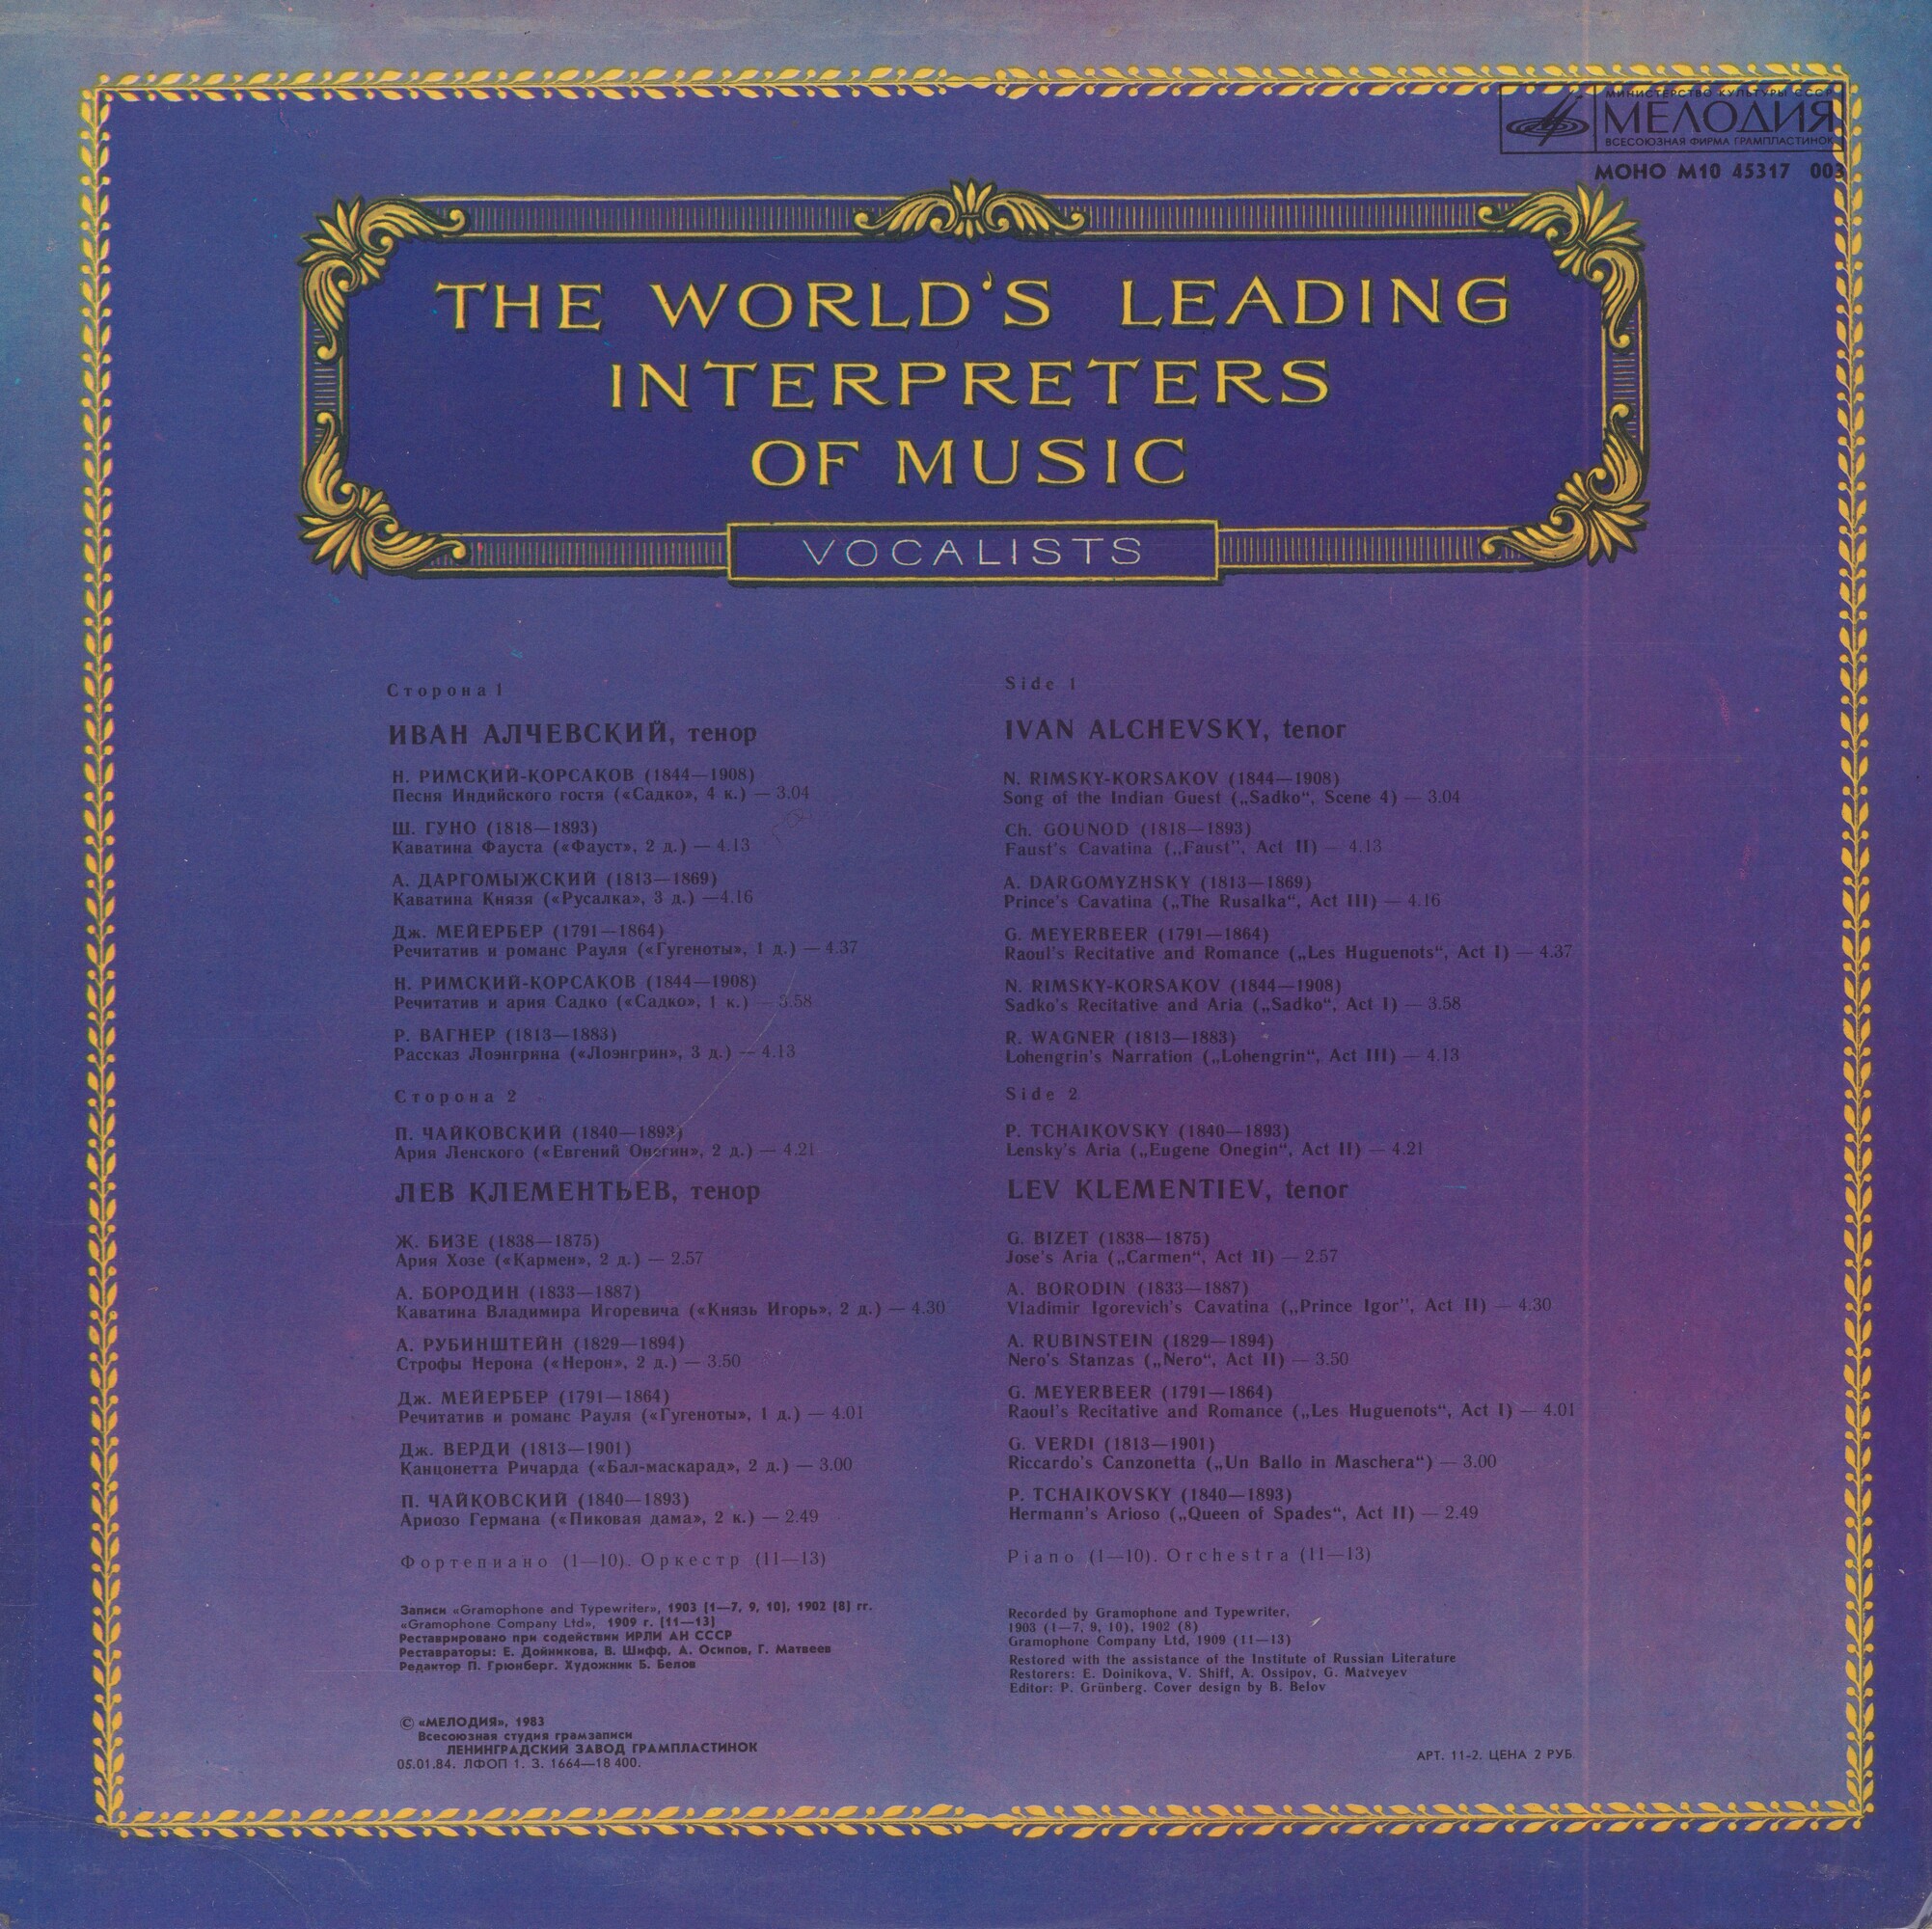 МИНИСТЕРСТВО КУЛЬТУРЫ СССР
МЕЛОДИЯ
ВСЕСОЮЗНАЯ ФИРМА ГРАМПЛАСТИНОК
МОНО М10 45317 003
THE WORLD'S LEADING
INTERPRETERS
OF MUSIC
VOCALISTS
Сторона 1
ИВАН АЛЧЕВСКИЙ, тенор
Н. РИМСКИЙ-КОРСАКОВ (1844—1908)
Песня Индийского гостя («Садко», 4 к.) — 3.04
Ш. ГУНО (1818—1893)
Каватина Фауста («Фауст», 2 д.) — 4.13
А. ДАРГОМЫЖСКИЙ (1813—1869)
Каватина Князя («Русалка», 3 д.) —4.16
Дж. МЕЙЕРБЕР (1791—1864)
Речитатив и романс Рауля («Гугеноты», 1 д.) — 4.37
Н. РИМСКИЙ-КОРСАКОВ (1844—1908)
Речитатив и ария Садко («Садко», 1 к.) — 3.58
Р. ВАГНЕР (1813—1883)
Рассказ Лоэнгрина («Лоэнгрин», 3 д.) — 4.13
Сторона 2
П. ЧАЙКОВСКИЙ (1840—1893)
Ария Ленского («Евгений Онегин», 2 д.) — 4.21
ЛЕВ КЛЕМЕНТЬЕВ, тенор
Ж. БИЗЕ (1838—1875)
Ария Хозе («Кармен», 2 д.) — 2.57
А. БОРОДИН (1833—1887)
Каватина Владимира Игоревича («Князь Игорь», 2 д.) — 4.30
А. РУБИНШТЕЙН (1829—1894)
Строфы Нерона («Нерон», 2 д.) — 3.50
Дж. МЕЙЕРБЕР (1791—1864)
Речитатив и романс Рауля («Гугеноты», 1 д.) — 4.01
Дж. ВЕРДИ (1813—1901)
Канцонетта Ричарда («Бал-маскарад», 2 д.) — 3.00
П. ЧАЙКОВСКИЙ (1840—1893)
Ариозо Германа («Пиковая дама», 2 к.) — 2.49
Фортепиано (1—10). Оркестр (11—13)
Записи «Gramophone and Typewriter», 1903 (1—7, 9, 10), 1902 (8) гг.
«Gramophone Company Ltd», 1909 г. (11—13)
Реставрировано при содействии ИРЛИ АН СССР
Реставраторы: Е. Дойникова, В. Шифф, А. Осипов, Г. Матвеев
Редактор П. Грюнберг. Художник Б. Белов
© «МЕЛОДИЯ», 1983
Всесоюзная студия грамзаписи
ЛЕНИНГРАДСКИЙ ЗАВОД ГРАМПЛАСТИНОК
05.01.84. ЛФОП 1. З. 1664—18 400.
Side 1
IVAN ALCHEVSKY, tenor
N. RIMSKY-KORSAKOV (1844—1908)
Song of the Indian Guest („Sadko“, Scene 4) — 3.04
Ch. GOUNOD (1818—1893)
Faust's Cavatina („Faust”, Act II) — 4.13
A. DARGOMYZHSKY (1813—1869)
Prince's Cavatina („The Rusalka“, Act III) — 4.16
G. MEYERBEER (1791—1864)
Raoul's Recitative and Romance („Les Huguenots“, Act I) — 4.37
N. RIMSKY-KORSAKOV (1844—1908)
Sadko's Recitative and Aria („Sadko“, Act I) — 3.58
R. WAGNER (1813—1883)
Lohengrin's Narration („Lohengrin“, Act III) — 4.13
Side 2
P. TCHAIKOVSKY (1840—1893)
Lensky's Aria („Eugene Onegin“, Act II) — 4.21
LEV KLEMENTIEV, tenor
G. BIZET (1838—1875)
Jose's Aria („Carmen“, Act II) — 2.57
A. BORODIN (1833—1887)
Vladimir Igorevich's Cavatina („Prince Igor”, Act II) — 4.30
A. RUBINSTEIN (1829—1894)
Nero's Stanzas („Nero“, Act II) — 3.50
G. MEYERBEER (1791—1864)
Raoul's Recitative and Romance („Les Huguenots“, Act I) — 4.01
G. VERDI (1813—1901)
Riccardo's Canzonetta („Un Ballo in Maschera“) — 3.00
P. TCHAIKOVSKY (1840—1893)
Hermann's Arioso („Queen of Spades“, Act II) — 2.49
Piano (1—10). Orchestra (11—13)
Recorded by Gramophone and Typewriter,
1903 (1—7, 9, 10), 1902 (8)
Gramophone Company Ltd, 1909 (11—13)
Restored with the assistance of the Institute of Russian Literature
Restorers: E. Doinikova, V. Shiff, A. Ossipov, G. Matveyev
Editor: P. Grünberg. Cover design by B. Belov
АРТ. 11-2. ЦЕНА 2 РУБ.